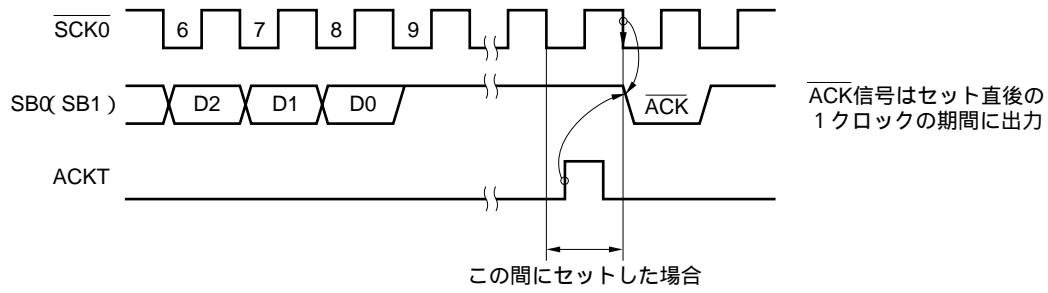 SCK0
6 7 8 9
SB0(SB1)
D2 D1 D0
ACK
ACK信号はセット直後の
1クロックの期間に出力
ACKT
この間にセットした場合